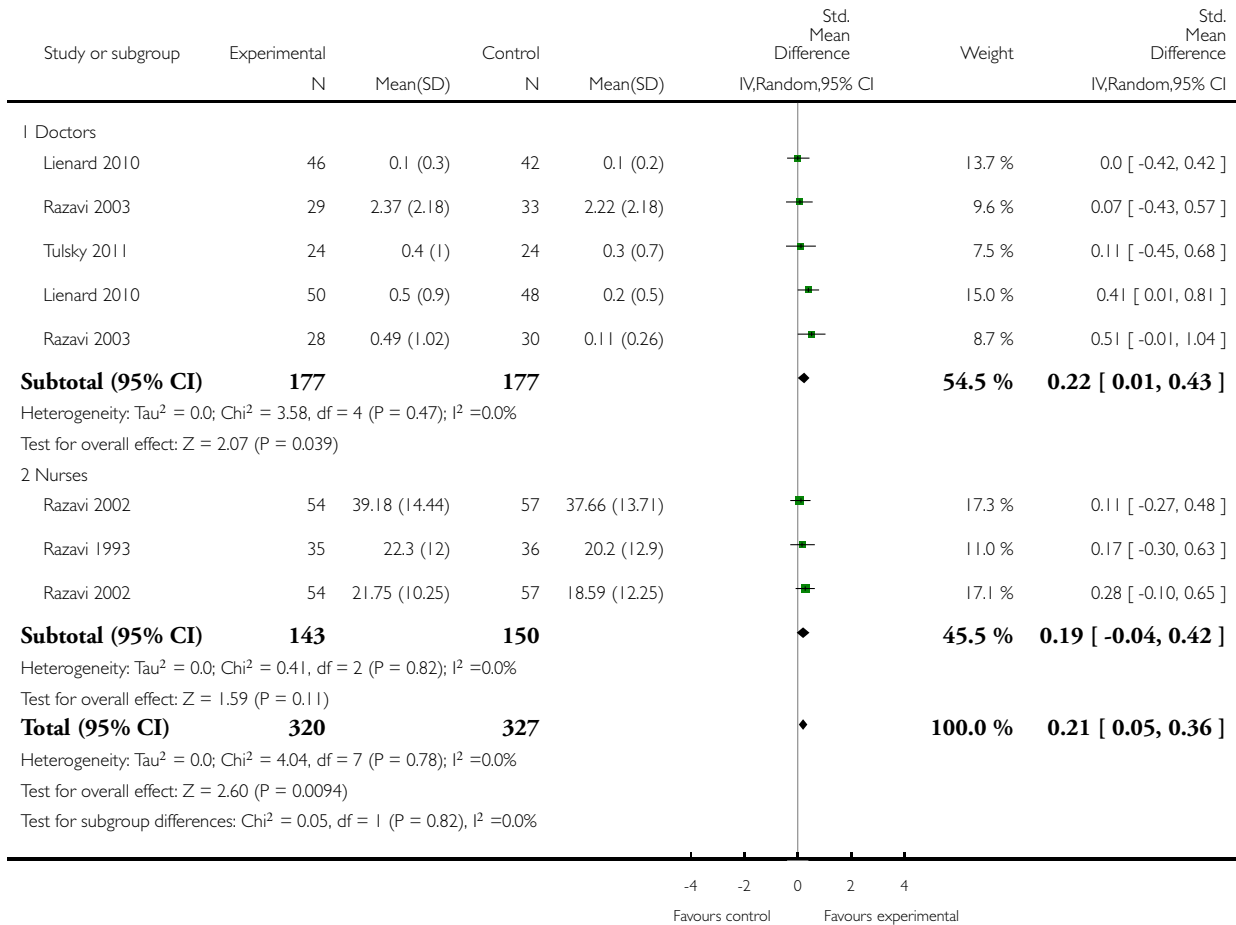 Study or subgroup Experimental Control Std. Mean Difference Weight Std. Mean Difference
N Mean(SD) N Mean(SD) IV,Random,95% CI IV,Random,95% CI
1 Doctors
Lienard 2010 46 0.1 (0.3) 42 0.1 (0.2) 13.7 % 0.0 [ -0.42, 0.42 ]
Razavi 2003 29 2.37 (2.18) 33 2.22 (2.18) 9.6 % 0.07 [ -0.43, 0.57 ]
Tulsky 2011 24 0.4 (1) 24 0.3 (0.7) 7.5 % 0.11 [ -0.45, 0.68 ]
Lienard 2010 50 0.5 (0.9) 48 0.2 (0.5) 15.0 % 0.41 [ 0.01, 0.81 ]
Razavi 2003 28 0.49 (1.02) 30 0.11 (0.26) 8.7 % 0.51 [ -0.01, 1.04 ]
Subtotal (95% CI) 177 177 54.5 % 0.22 [ 0.01, 0.43 ]
Heterogeneity: Tau² = 0.0; Chi² = 3.58, df = 4 (P = 0.47); I² =0.0%
Test for overall effect: Z = 2.07 (P = 0.039)
2 Nurses
Razavi 2002 54 39.18 (14.44) 57 37.66 (13.71) 17.3 % 0.11 [ -0.27, 0.48 ]
Razavi 1993 35 22.3 (12) 36 20.2 (12.9) 11.0 % 0.17 [ -0.30, 0.63 ]
Razavi 2002 54 21.75 (10.25) 57 18.59 (12.25) 17.1 % 0.28 [ -0.10, 0.65 ]
Subtotal (95% CI) 143 150 45.5 % 0.19 [ -0.04, 0.42 ]
Heterogeneity: Tau² = 0.0; Chi² = 0.41, df = 2 (P = 0.82); I² =0.0%
Test for overall effect: Z = 1.59 (P = 0.11)
Total (95% CI) 320 327 100.0 % 0.21 [ 0.05, 0.36 ]
Heterogeneity: Tau² = 0.0; Chi² = 4.04, df = 7 (P = 0.78); I² =0.0%
Test for overall effect: Z = 2.60 (P = 0.0094)
Test for subgroup differences: Chi² = 0.05, df = 1 (P = 0.82), I² =0.0%
-4 -2 0 2 4
Favours control Favours experimental